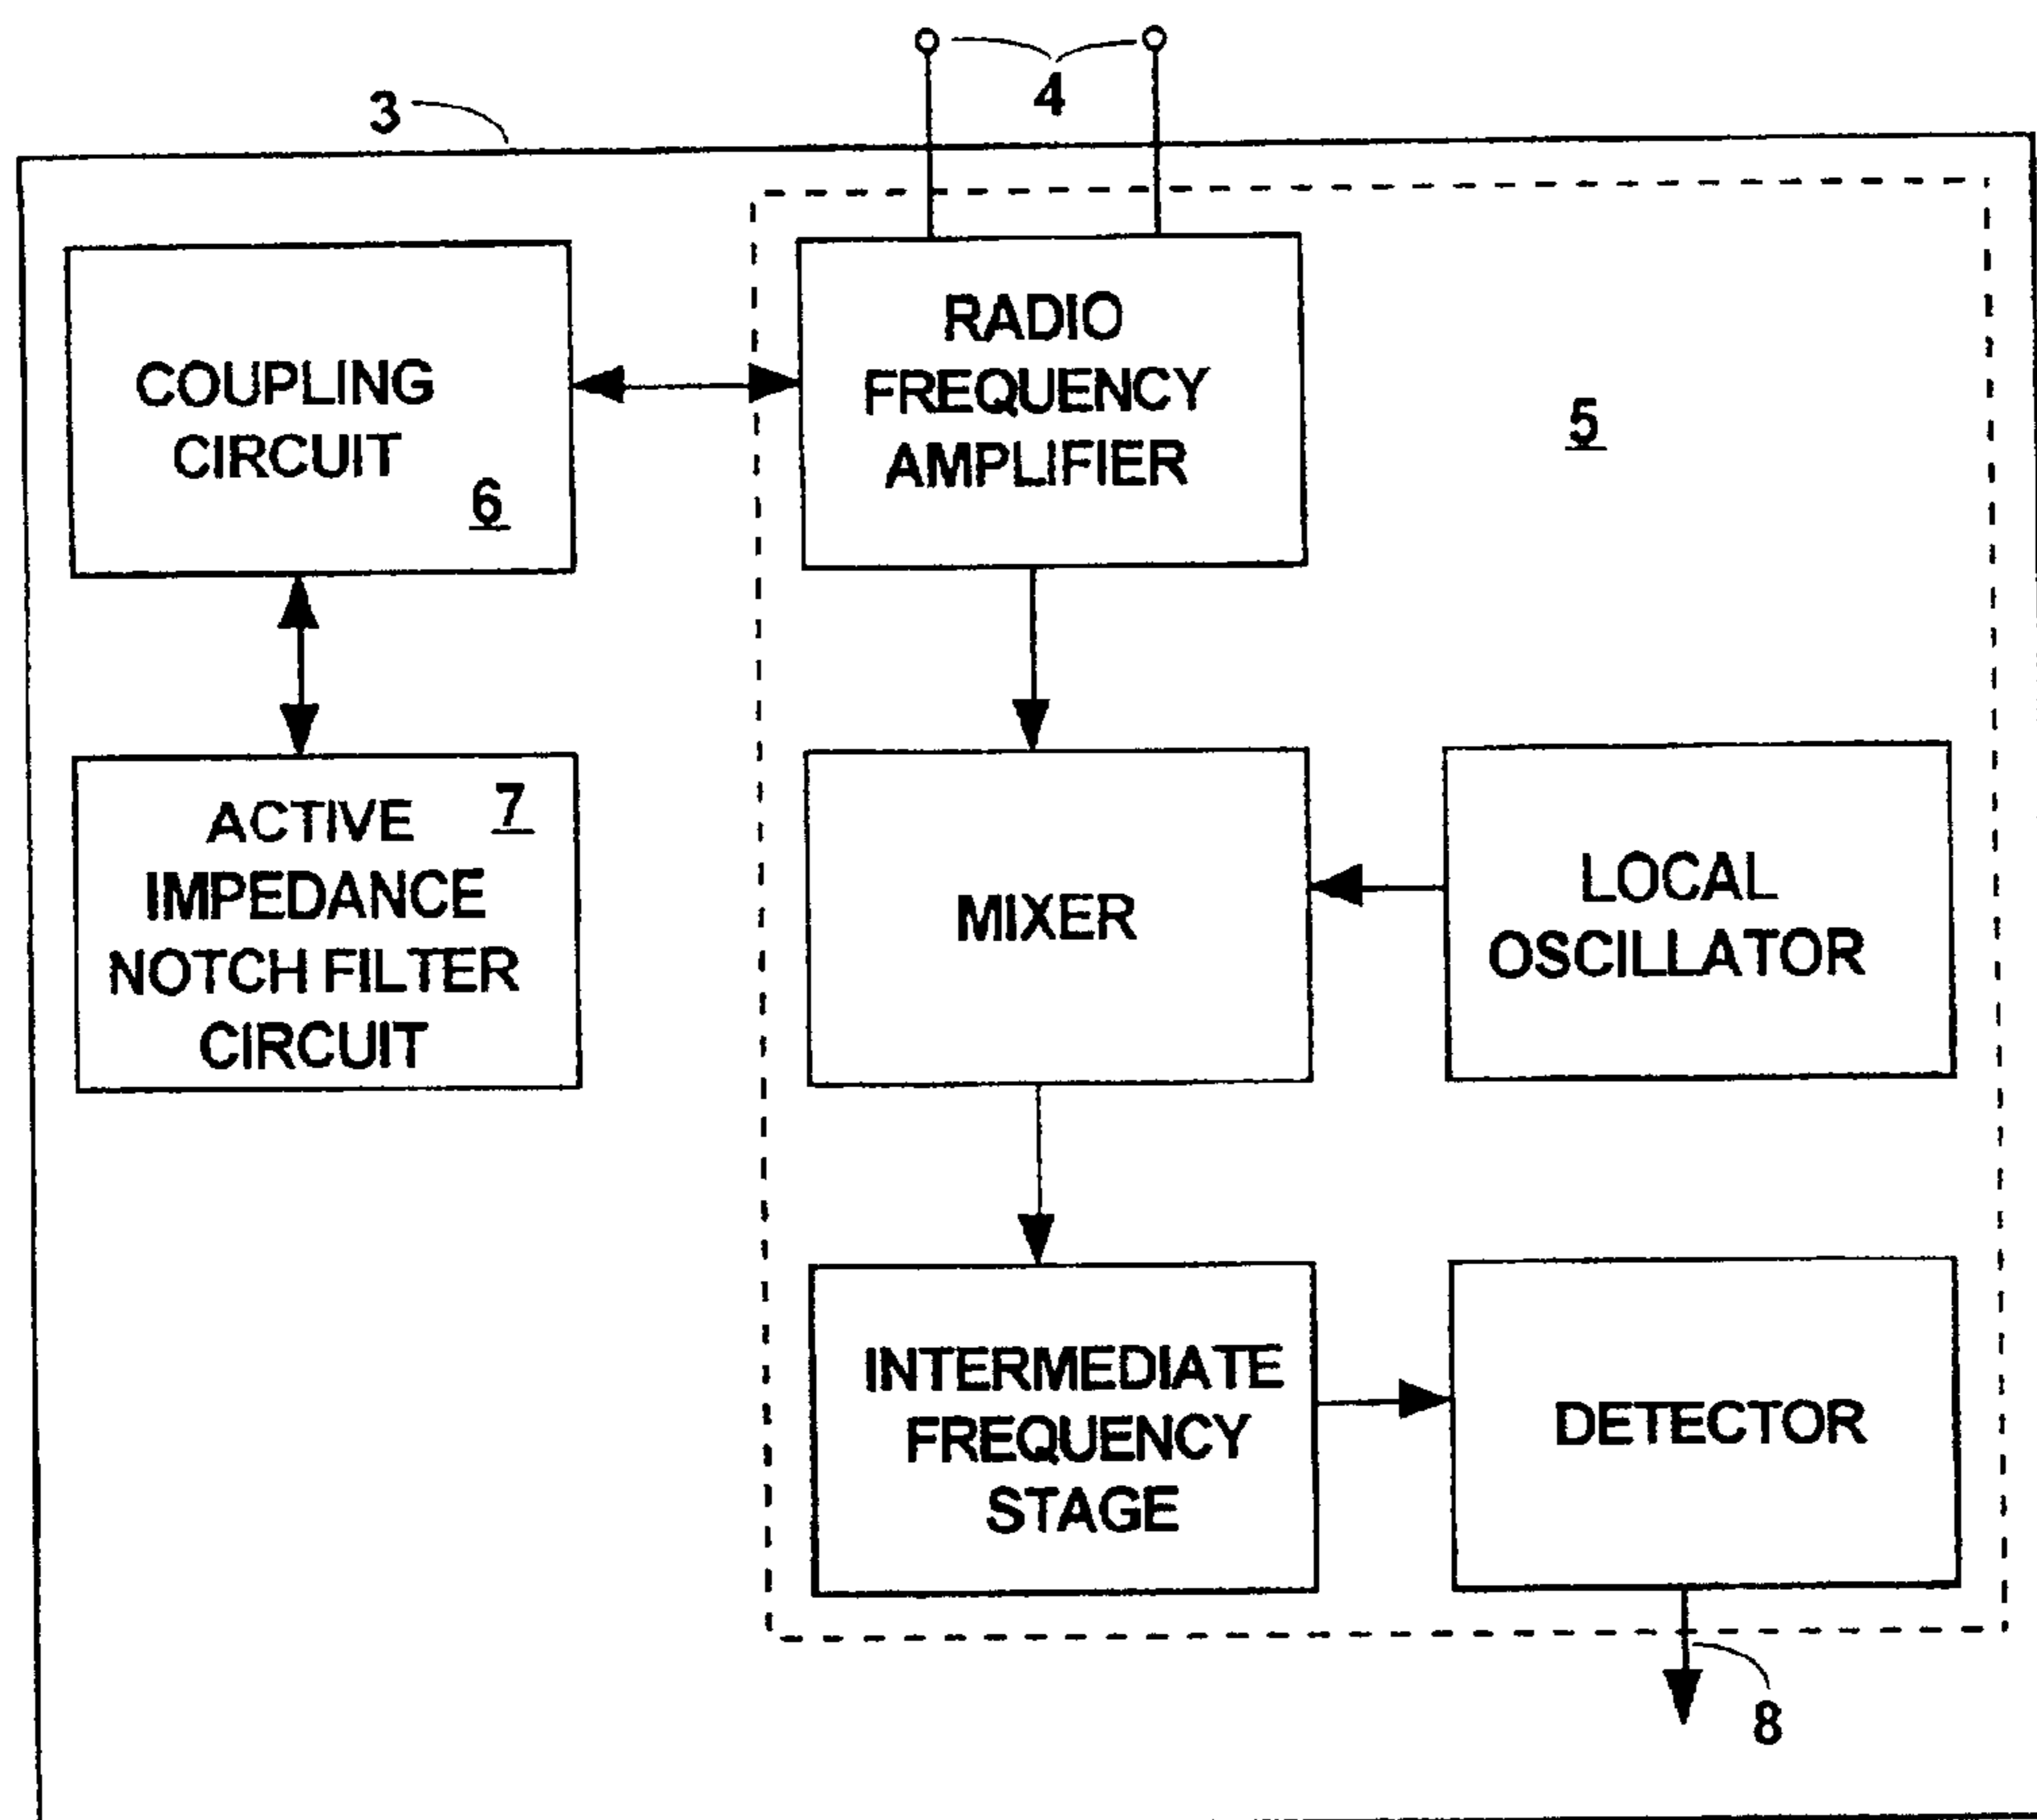 4
3
COUPLING
CIRCUIT
6
RADIO
FREQUENCY
AMPLIFIER
5
ACTIVE
7
IMPEDANCE
NOTCH FILTER
CIRCUIT
MIXER
LOCAL
OSCILLATOR
INTERMEDIATE
FREQUENCY
STAGE
DETECTOR
8